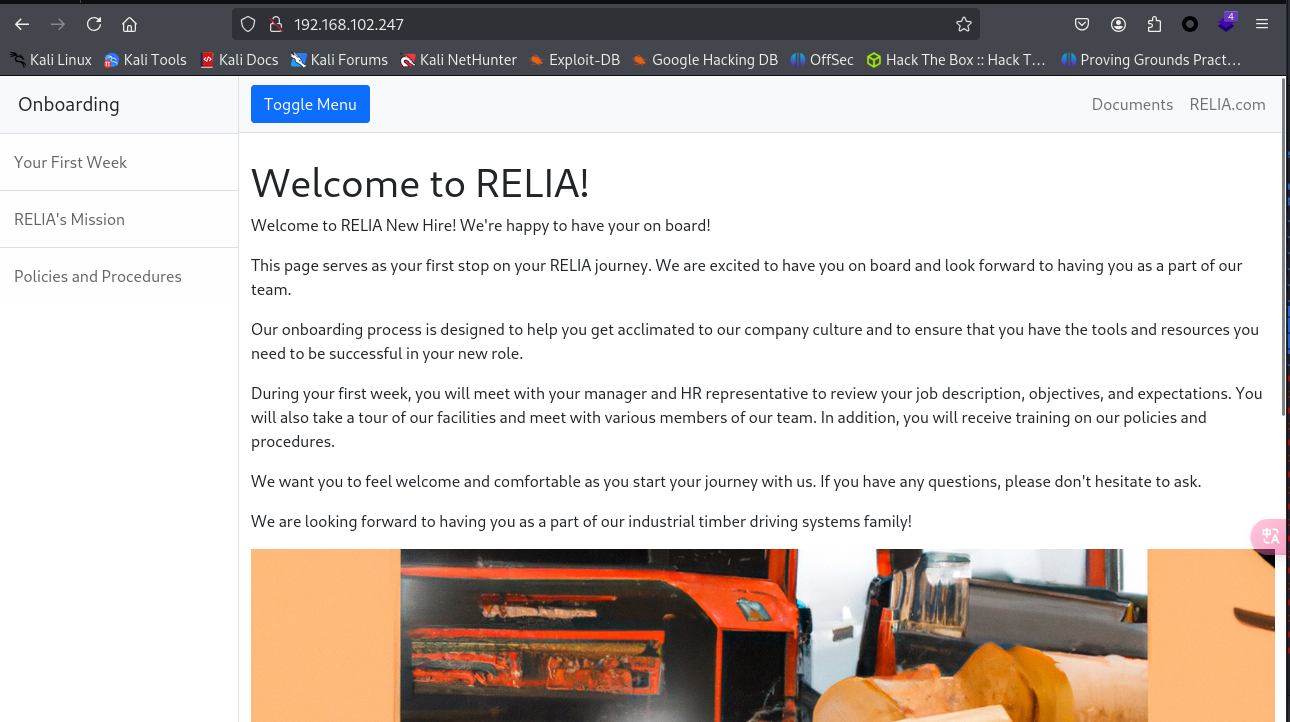 192.168.102.247
4
Kali Linux Kali Tools Kali Docs Kali Forums Kali NetHunter Exploit-DB Google Hacking DB OffSec Hack The Box :: Hack T... Proving Grounds Pract...
Onboarding
Toggle Menu
Documents RELIA.com
Your First Week
RELIA's Mission
Policies and Procedures
Welcome to RELIA!
Welcome to RELIA New Hire! We're happy to have your on board!
This page serves as your first stop on your RELIA journey. We are excited to have you on board and look forward to having you as a part of our
team.
Our onboarding process is designed to help you get acclimated to our company culture and to ensure that you have the tools and resources you
need to be successful in your new role.
During your first week, you will meet with your manager and HR representative to review your job description, objectives, and expectations. You
will also take a tour of our facilities and meet with various members of our team. In addition, you will receive training on our policies and
procedures.
We want you to feel welcome and comfortable as you start your journey with us. If you have any questions, please don't hesitate to ask.
We are looking forward to having you as a part of our industrial timber driving systems family!